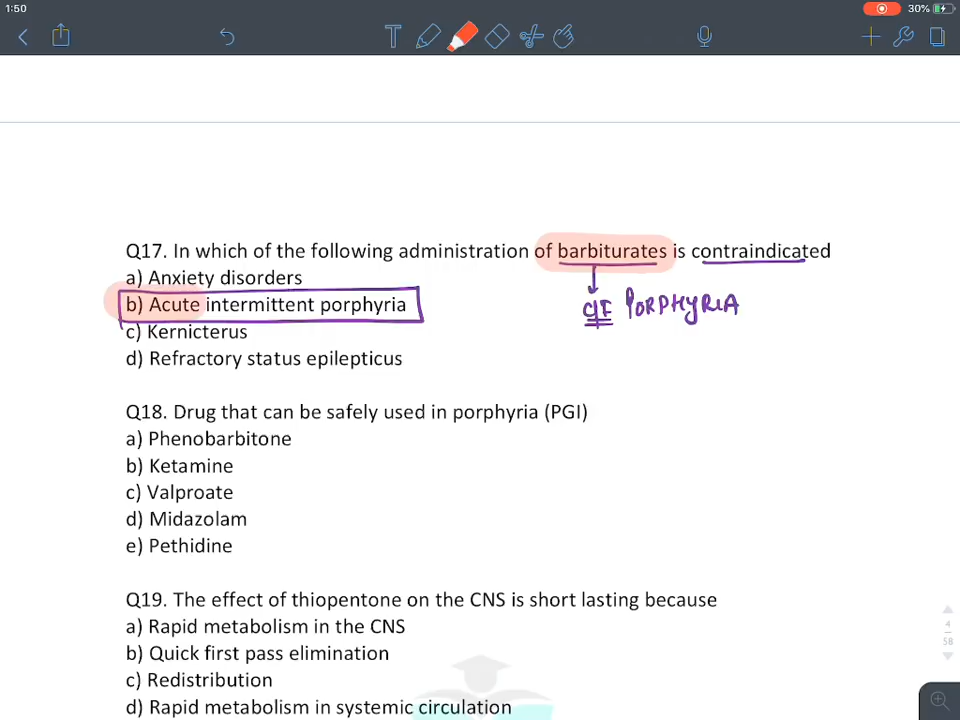 1:50
30%
T
Q17. In which of the following administration of barbiturates is contraindicated
a) Anxiety disorders
b) Acute intermittent porphyria
CIF PORPHYRIA
c) Kernicterus
d) Refractory status epilepticus
Q18. Drug that can be safely used in porphyria (PGI)
a) Phenobarbitone
b) Ketamine
c) Valproate
d) Midazolam
e) Pethidine
Q19. The effect of thiopentone on the CNS is short lasting because
a) Rapid metabolism in the CNS
b) Quick first pass elimination
c) Redistribution
d) Rapid metabolism in systemic circulation
4
58